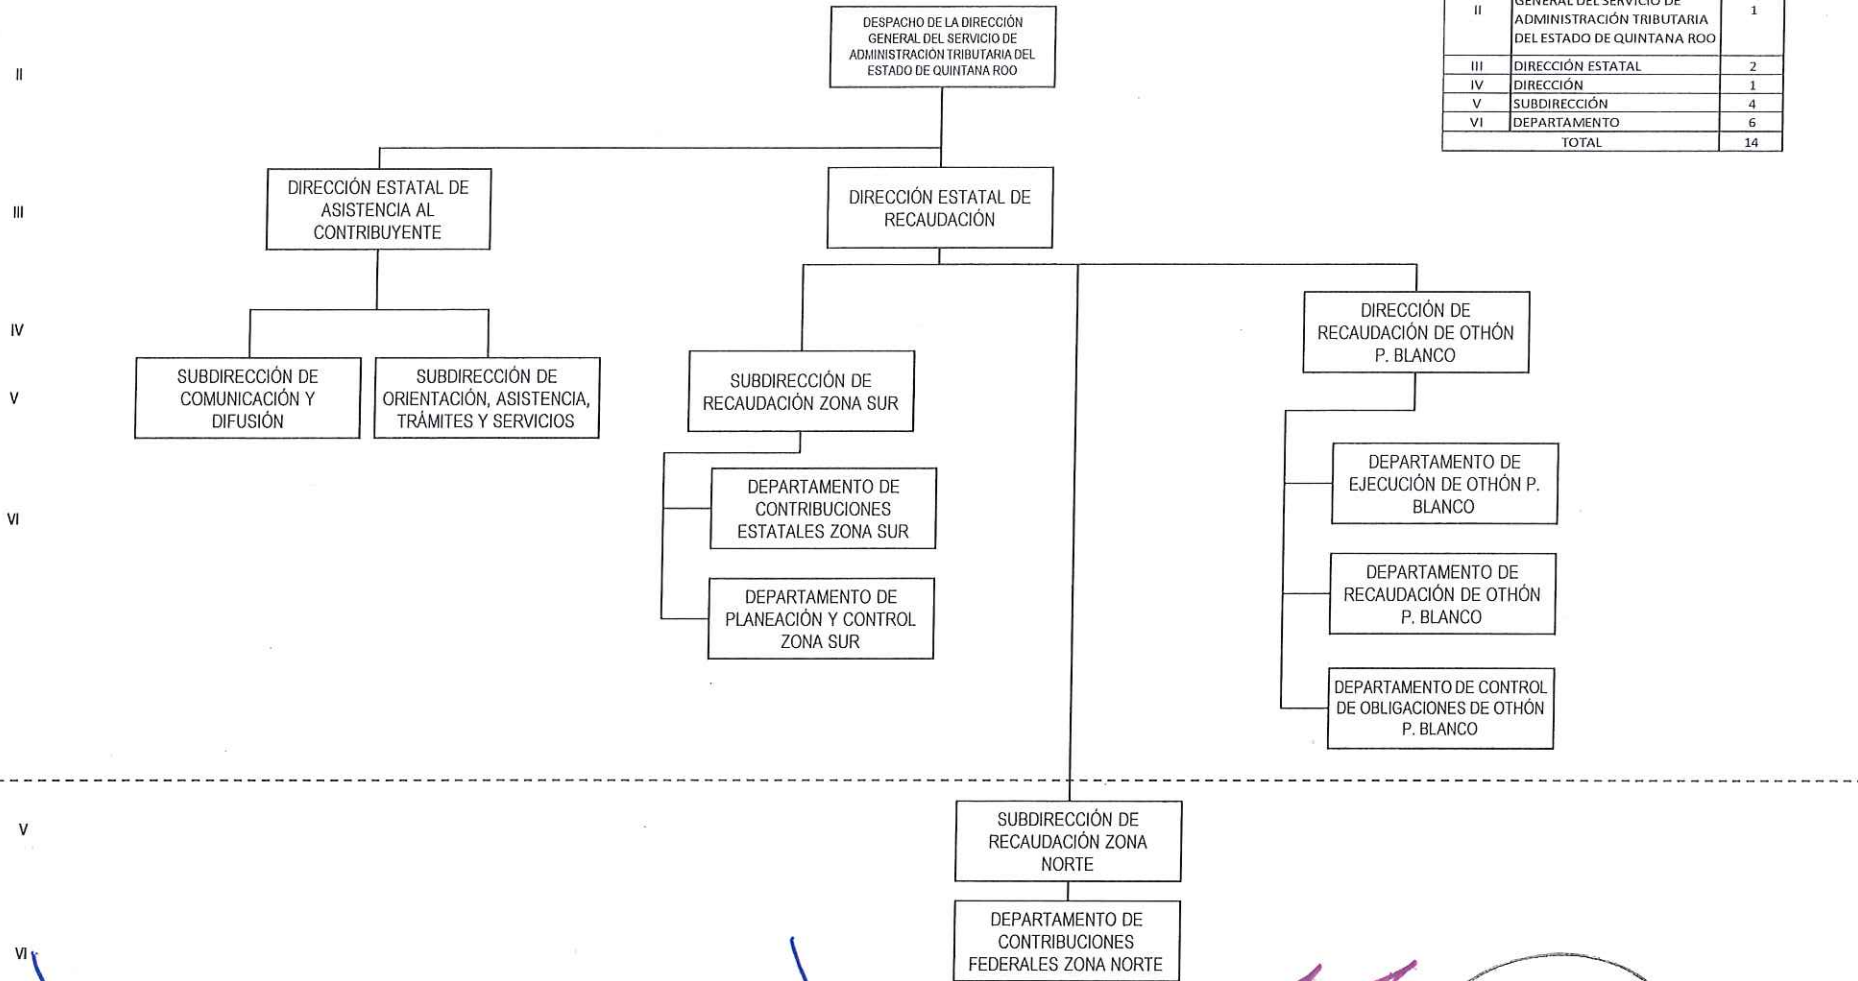 GENERAL DEL SERVICIO DE
II
ADMINISTRACIÓN TRIBUTARIA
1
DEL ESTADO DE QUINTANA ROO
III DIRECCIÓN ESTATAL 2
IV DIRECCIÓN 1
V SUBDIRECCIÓN 4
VI DEPARTAMENTO 6
TOTAL 14
II
DESPACHO DE LA DIRECCIÓN
GENERAL DEL SERVICIO DE
ADMINISTRACIÓN TRIBUTARIA DEL
ESTADO DE QUINTANA ROO
III
DIRECCIÓN ESTATAL DE
ASISTENCIA AL
CONTRIBUYENTE
DIRECCIÓN ESTATAL DE
RECAUDACIÓN
IV
DIRECCIÓN DE
RECAUDACIÓN DE OTHÓN
P. BLANCO
V
SUBDIRECCIÓN DE
COMUNICACIÓN Y
DIFUSIÓN
SUBDIRECCIÓN DE
ORIENTACIÓN, ASISTENCIA,
TRÁMITES Y SERVICIOS
SUBDIRECCIÓN DE
RECAUDACIÓN ZONA SUR
VI
DEPARTAMENTO DE
CONTRIBUCIONES
ESTATALES ZONA SUR
DEPARTAMENTO DE
PLANEACIÓN Y CONTROL
ZONA SUR
DEPARTAMENTO DE
EJECUCIÓN DE OTHÓN P.
BLANCO
DEPARTAMENTO DE
RECAUDACIÓN DE OTHÓN
P. BLANCO
DEPARTAMENTO DE CONTROL
DE OBLIGACIONES DE OTHÓN
P. BLANCO
V
SUBDIRECCIÓN DE
RECAUDACIÓN ZONA
NORTE
VI
DEPARTAMENTO DE
CONTRIBUCIONES
FEDERALES ZONA NORTE